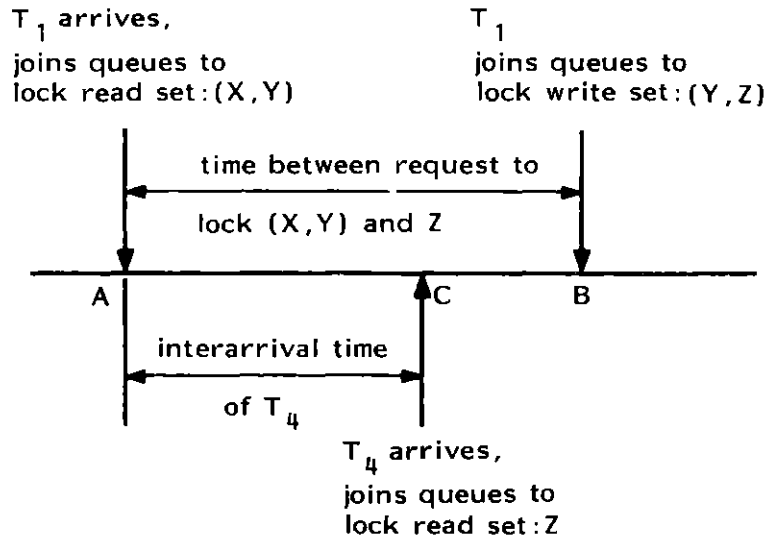 T1 arrives,
joins queues to
lock read set:(X,Y)
T1
joins queues to
lock write set:(Y,Z)
time between request to
lock (X,Y) and Z
A
C
B
interarrival time
of T4
T4 arrives,
joins queues to
lock read set:Z